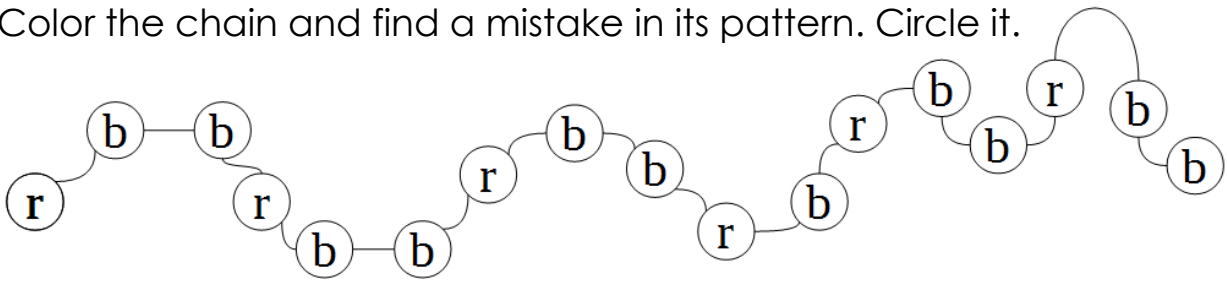 Color the chain and find a mistake in its pattern. Circle it.
r b b r b b r b b r b r b b r b b